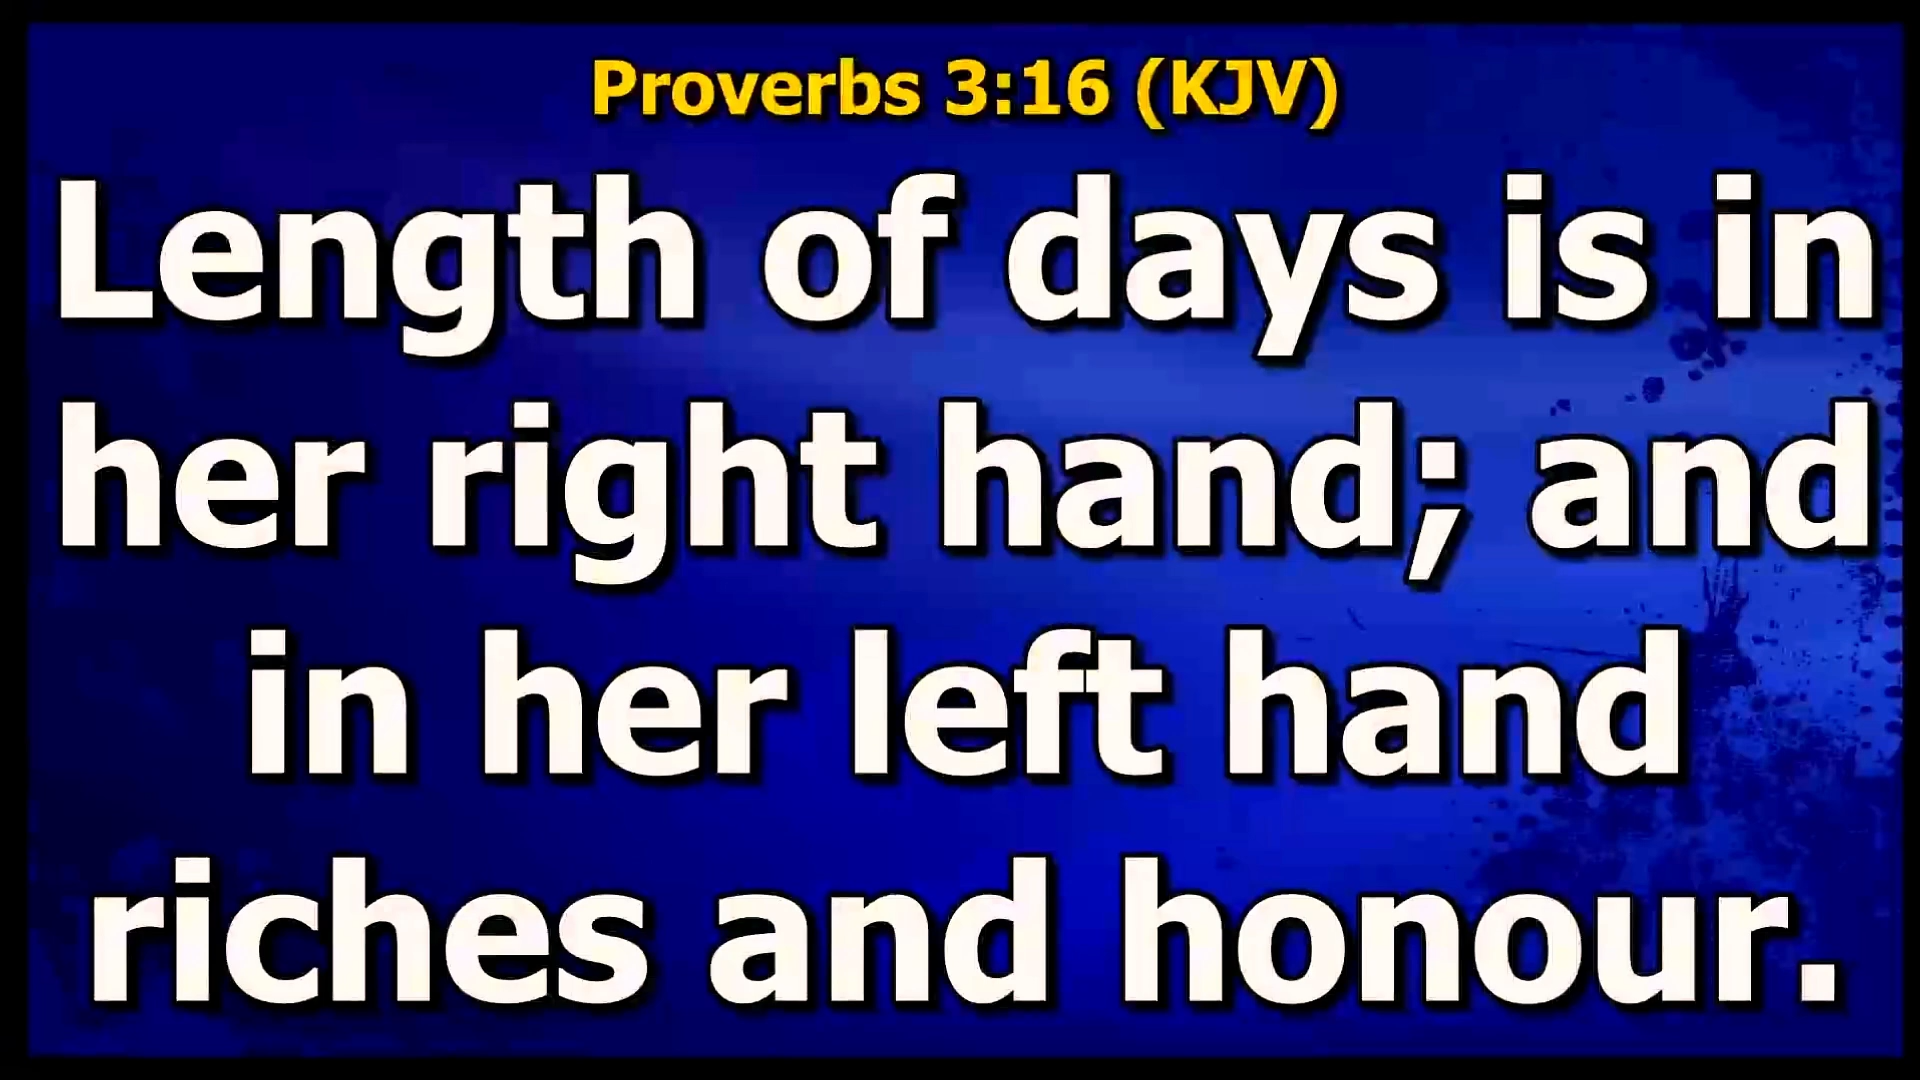 Proverbs 3:16 (KJV)
Length of days is in
her right hand; and
in her left hand
riches and honour.